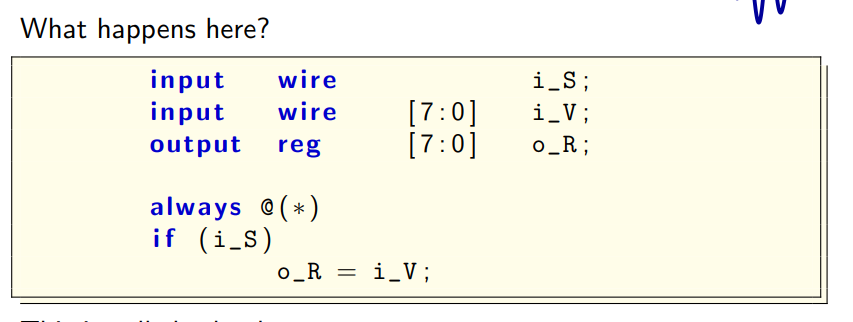 What happens here?
input wire i_S;
input wire [7:0] i_V;
output reg [7:0] o_R;
always @(*)
if (i_S)
o_R = i_V;